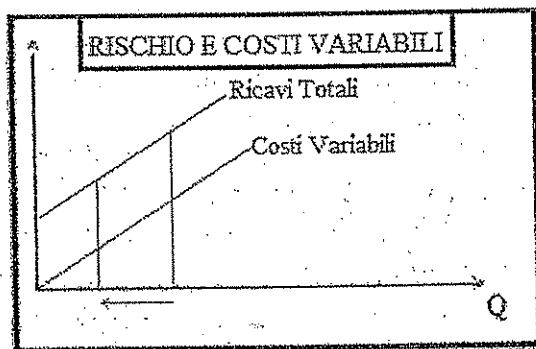 RISCHIO E COSTI VARIABILI
Ricavi Totali
Costi Variabili
Q